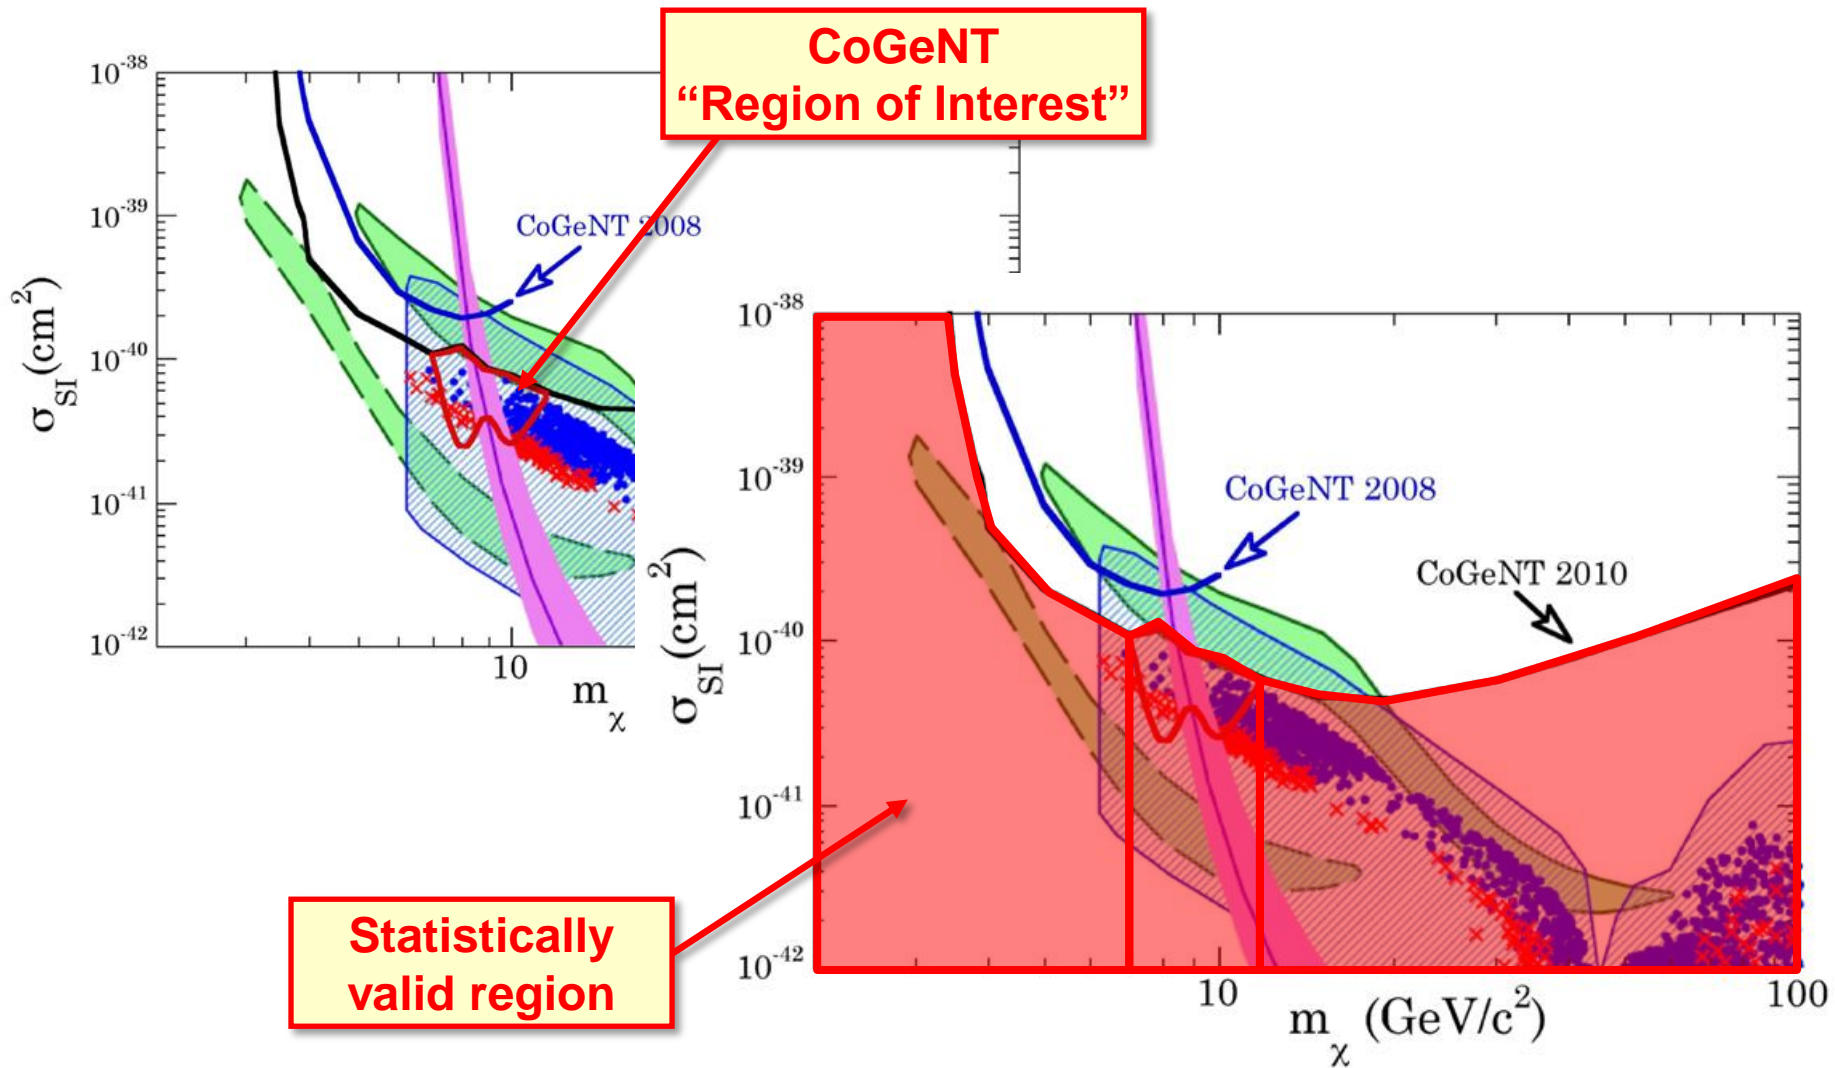 CoGeNT
“Region of Interest”
10^-38
10^-39
10^-40
10^-41
10^-42
σ_SI(cm^2)
CoGeNT 2008
10
m_χ
10^-38
10^-39
10^-40
10^-41
10^-42
σ_SI(cm^2)
CoGeNT 2008
CoGeNT 2010
10
100
m_χ (GeV/c^2)
Statistically
valid region